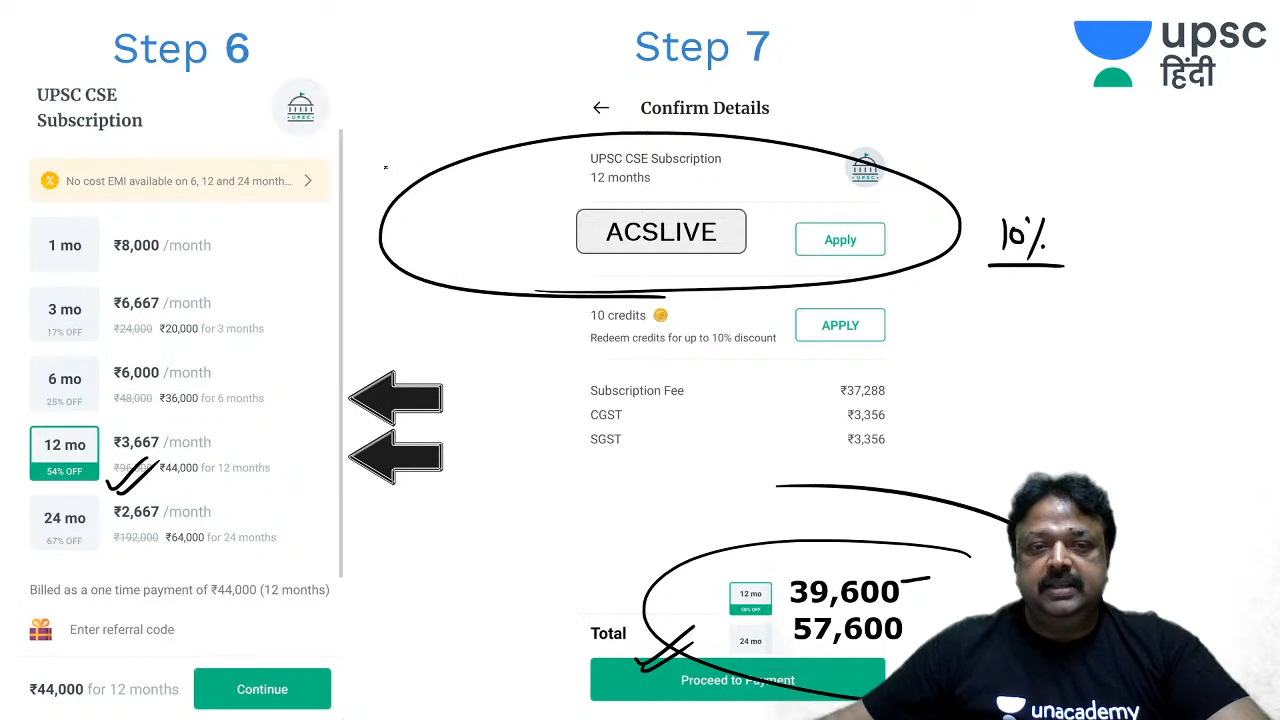 Step 6
UPSC CSE
Subscription
No cost EMI available on 6, 12 and 24 month...
1 mo
₹8,000 /month
3 mo
17% OFF
₹6,667 /month
₹24,000 ₹20,000 for 3 months
6 mo
25% OFF
₹6,000 /month
₹48,000 ₹36,000 for 6 months
12 mo
54% OFF
₹3,667 /month
₹44,000 for 12 months
24 mo
67% OFF
₹2,667 /month
₹192,000 ₹64,000 for 24 months
Billed as a one time payment of ₹44,000 (12 months)
Enter referral code
₹44,000 for 12 months
Continue
Step 7
Confirm Details
UPSC CSE Subscription
12 months
UPSC
ACSLIVE
Apply
10%
10 credits
Redeem credits for up to 10% discount
APPLY
Subscription Fee ₹37,288
CGST ₹3,356
SGST ₹3,356
12 mo 39,600
24 mo 57,600
Total
Proceed to Payment
upsc
हिंदी
unacademy